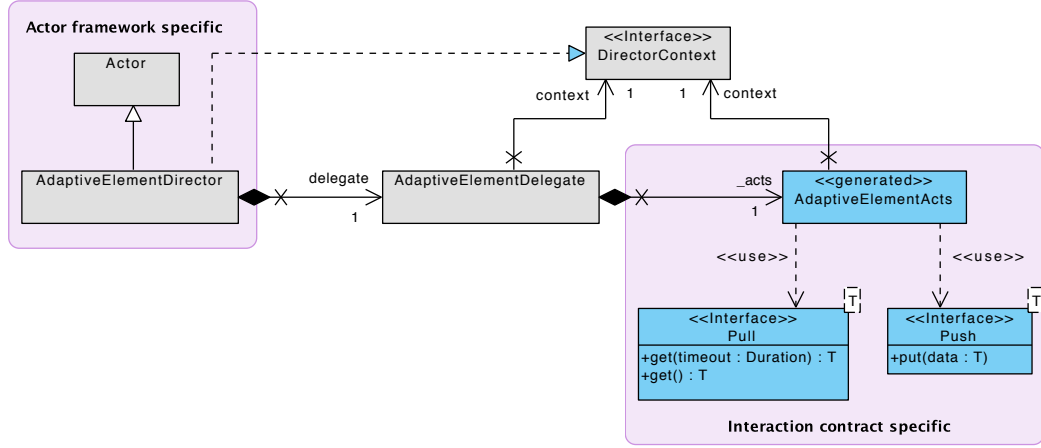 Actor framework specific
Actor
<<Interface>>
DirectorContext
context
1
1
context
AdaptiveElementDirector
delegate
1
AdaptiveElementDelegate
_acts
1
<<generated>>
AdaptiveElementActs
<<use>>
<<use>>
T
<<Interface>>
Pull
+get(timeout : Duration) : T
+get() : T
T
<<Interface>>
Push
+put(data : T)
Interaction contract specific